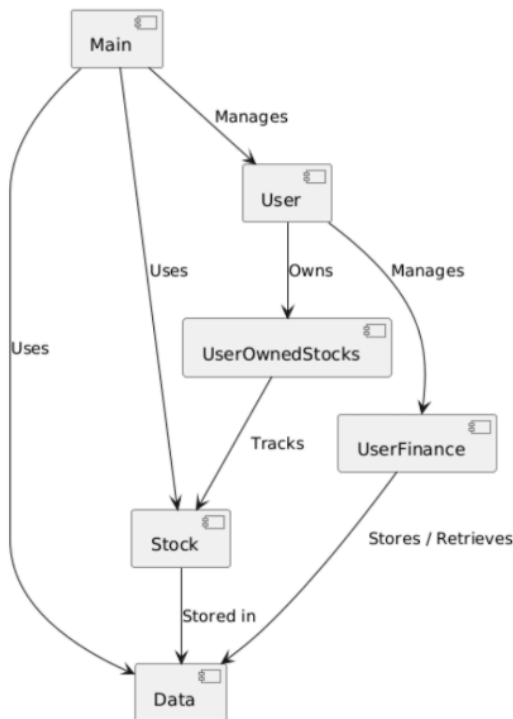 Main
Manages
User
Uses
Owns
Manages
Uses
UserOwnedStocks
Tracks
UserFinance
Stores / Retrieves
Stock
Stored in
Data